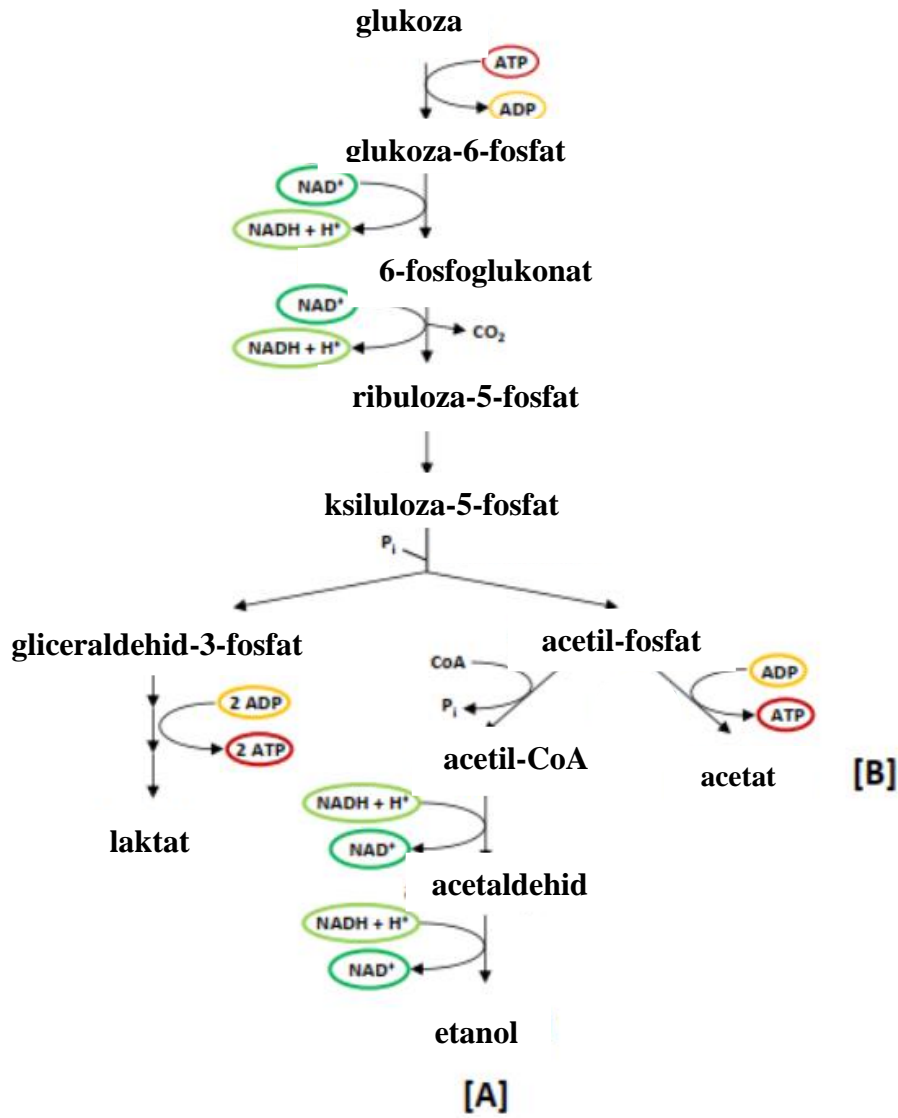 glukoza
ATP
ADP
glukoza-6-fosfat
NAD⁺
NADH + H⁺
6-fosfoglukonat
NAD⁺
NADH + H⁺
CO₂
ribuloza-5-fosfat
ksiluloza-5-fosfat
Pᵢ
gliceraldehid-3-fosfat
acetil-fosfat
2 ADP
2 ATP
laktat
CoA
Pᵢ
ADP
ATP
acetil-CoA
acetat
[B]
NADH + H⁺
NAD⁺
acetaldehid
NADH + H⁺
NAD⁺
etanol
[A]